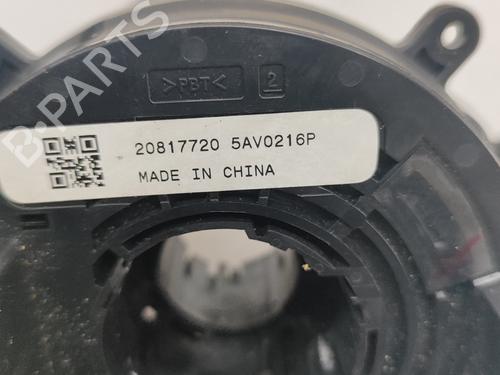 >PBT< 2
20817720 5AV0216P
MADE IN CHINA
B-Parts